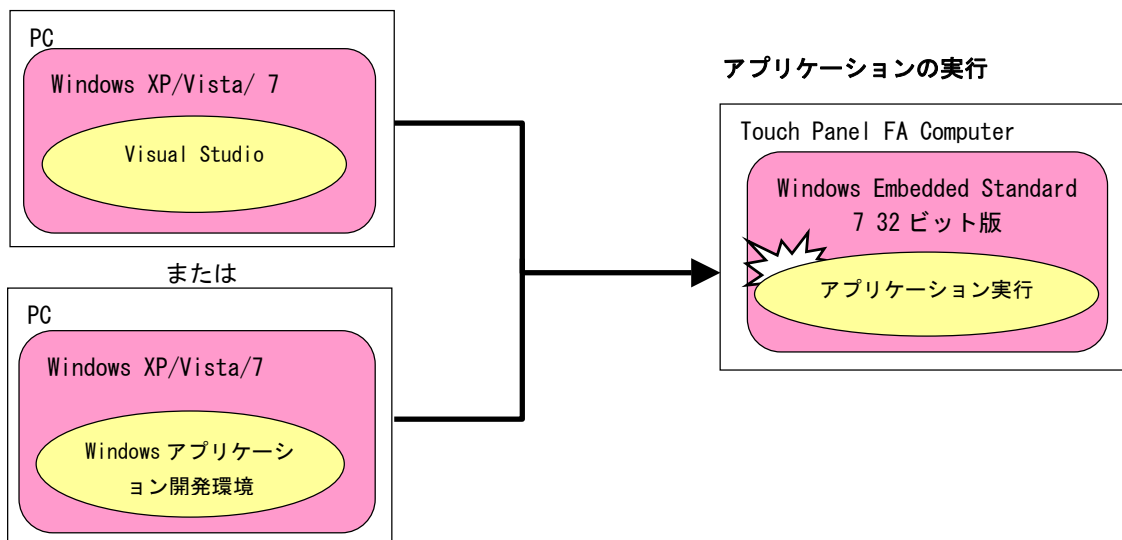 PC
Windows XP/Vista/ 7
Visual Studio
または
PC
Windows XP/Vista/7
Windows アプリケーシ
ョン開発環境
アプリケーションの実行
Touch Panel FA Computer
Windows Embedded Standard
7 32 ビット版
アプリケーション実行